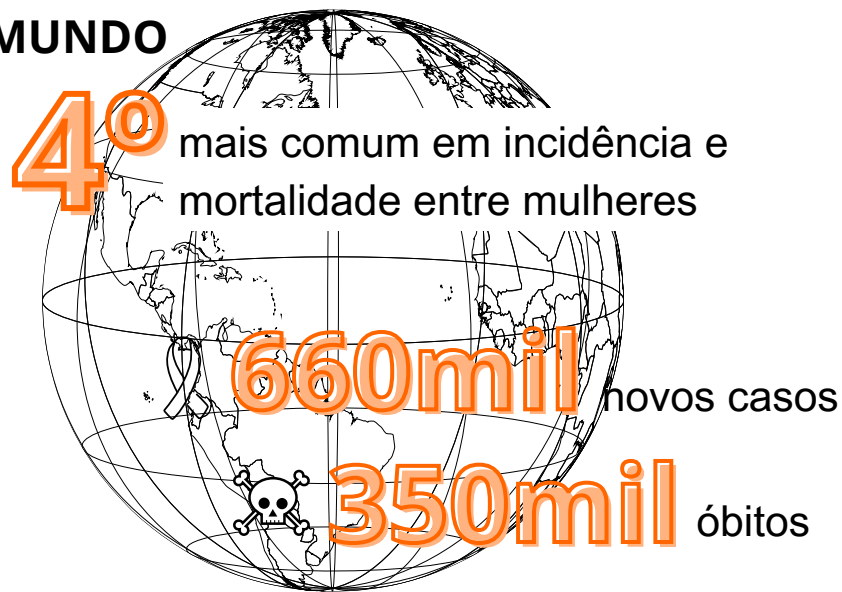 MUNDO
4º
mais comum em incidência e
mortalidade entre mulheres
660mil novos casos
350mil óbitos